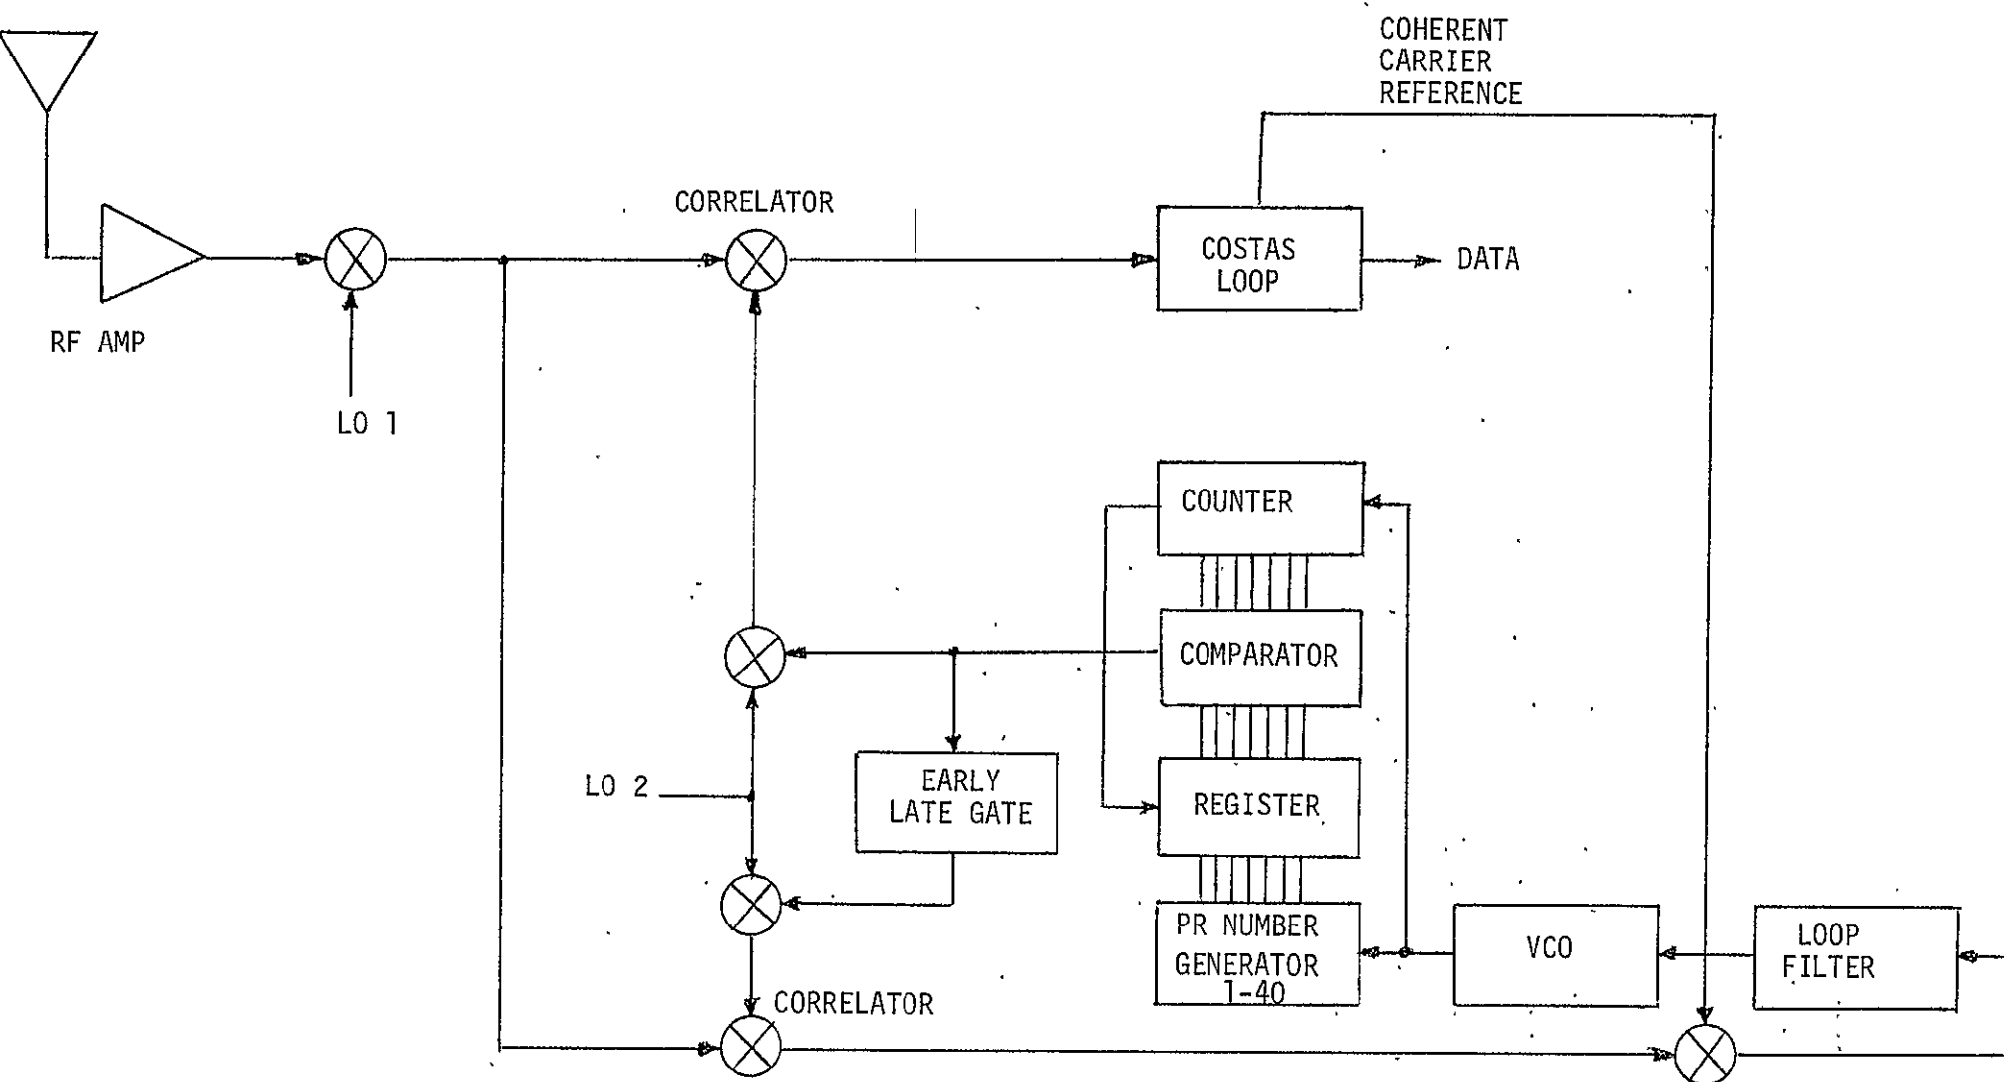 COHERENT
CARRIER
REFERENCE
CORRELATOR
COSTAS
LOOP
DATA
RF AMP
LO 1
COUNTER
COMPARATOR
LO 2
EARLY
LATE GATE
REGISTER
PR NUMBER
GENERATOR
1-40
VCO
LOOP
FILTER
CORRELATOR